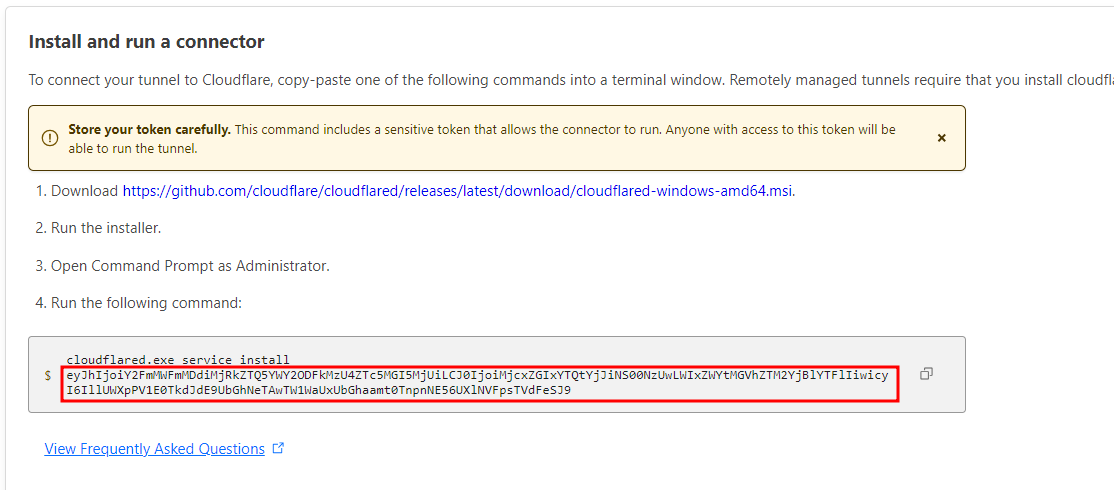 Install and run a connector
To connect your tunnel to Cloudflare, copy-paste one of the following commands into a terminal window. Remotely managed tunnels require that you install cloudfla
Store your token carefully. This command includes a sensitive token that allows the connector to run. Anyone with access to this token will be
able to run the tunnel.
1. Download https://github.com/cloudflare/cloudflared/releases/latest/download/cloudflared-windows-amd64.msi.
2. Run the installer.
3. Open Command Prompt as Administrator.
4. Run the following command:
cloudflared.exe service install
$
View Frequently Asked Questions